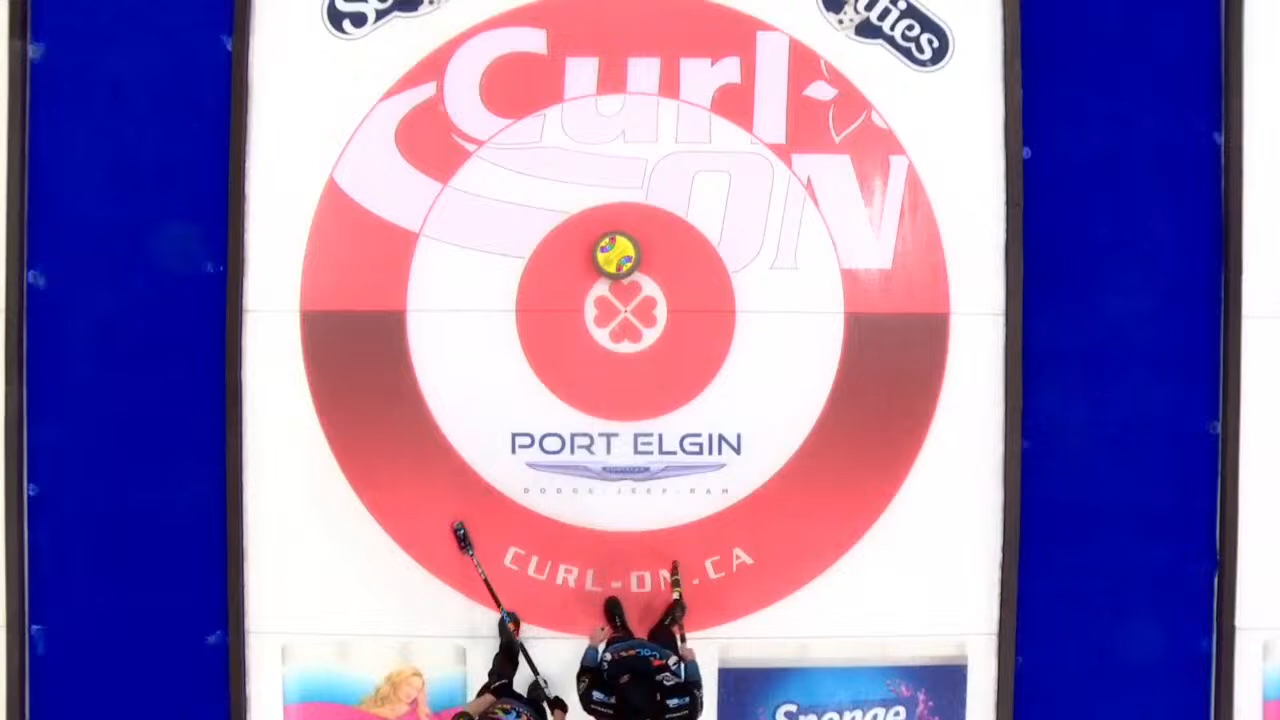 Curl
ON
PORT ELGIN
DODGE JEEP RAM
CURL-ON.CA
Sponge